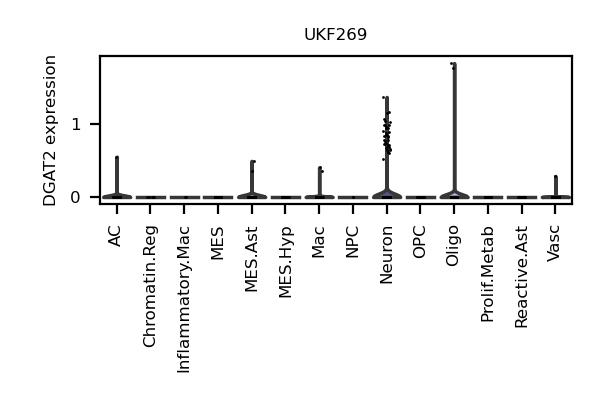 UKF269
DGAT2 expression
1
0
AC
Chromatin.Reg
Inflammatory.Mac
MES
MES.Ast
MES.Hyp
Mac
NPC
Neuron
OPC
Oligo
Prolif.Metab
Reactive.Ast
Vasc